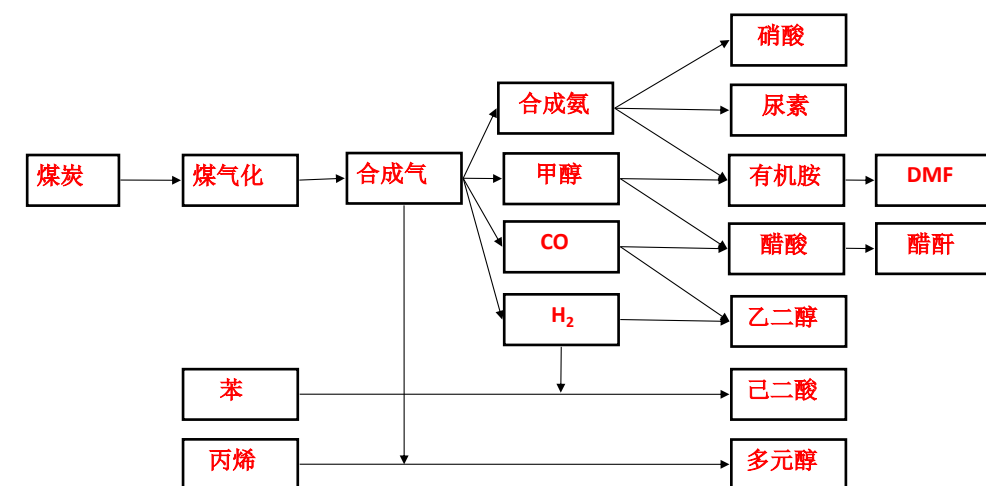 硝酸
合成氨
尿素
煤炭
煤气化
合成气
甲醇
有机胺
DMF
CO
醋酸
醋酐
H₂
乙二醇
苯
己二酸
丙烯
多元醇